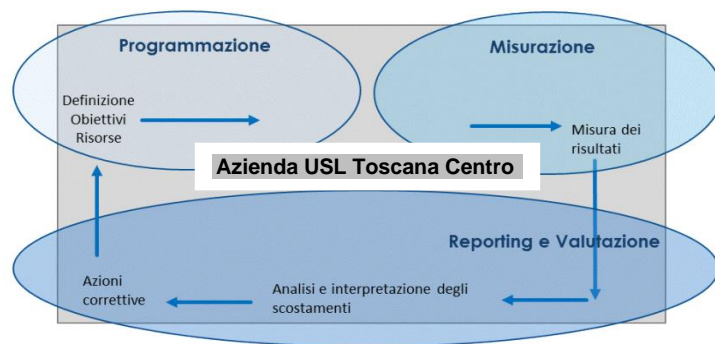 Programmazione
Misurazione
Definizione
Obiettivi
Risorse
Misura dei
risultati
Azienda USL Toscana Centro
Reporting e Valutazione
Azioni
correttive
Analisi e interpretazione degli
scostamenti